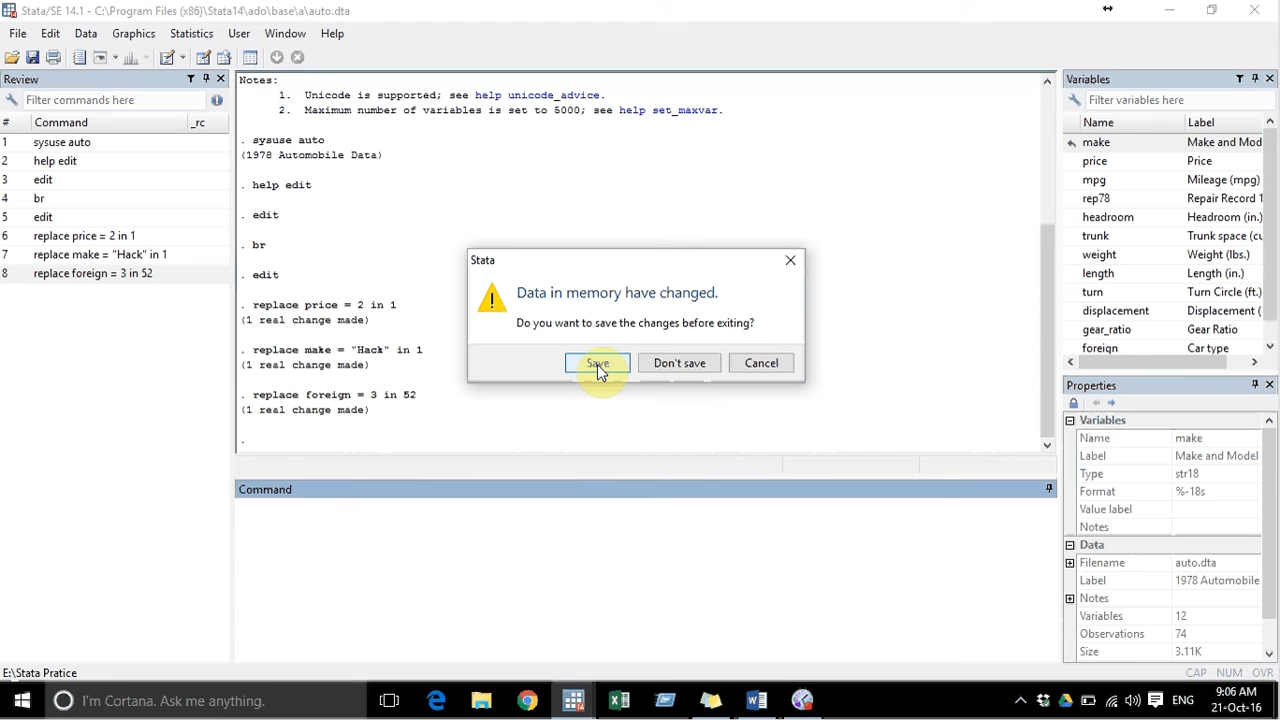 Stata/SE 14.1 - C:\Program Files (x86)\Stata14\ado\base\a\auto.dta
File Edit Data Graphics Statistics User Window Help
Review
Filter commands here
# Command _rc
1 sysuse auto
2 help edit
3 edit
4 br
5 edit
6 replace price = 2 in 1
7 replace make = "Hack" in 1
8 replace foreign = 3 in 52
Notes:
1. Unicode is supported; see help unicode_advice.
2. Maximum number of variables is set to 5000; see help set_maxvar.
. sysuse auto
(1978 Automobile Data)
. help edit
. edit
. br
. edit
. replace price = 2 in 1
(1 real change made)
. replace make = "Hack" in 1
(1 real change made)
. replace foreign = 3 in 52
(1 real change made)
.
Stata
Data in memory have changed.
Do you want to save the changes before exiting?
Save Don't save Cancel
Command
Variables
Filter variables here
Name Label
make Make and Mod
price Price
mpg Mileage (mpg)
rep78 Repair Record 1
headroom Headroom (in.)
trunk Trunk space (cu
weight Weight (lbs.)
length Length (in.)
turn Turn Circle (ft.)
displacement Displacement (
gear_ratio Gear Ratio
foreign Car type
Properties
Variables
Name make
Label Make and Model
Type str18
Format %-18s
Value label
Notes
Data
Filename auto.dta
Label 1978 Automobile
Notes
Variables 12
Observations 74
Size 3.11K
E:\Stata Pratice
CAP NUM OVR
I'm Cortana. Ask me anything.
ENG
9:06 AM
21-Oct-16